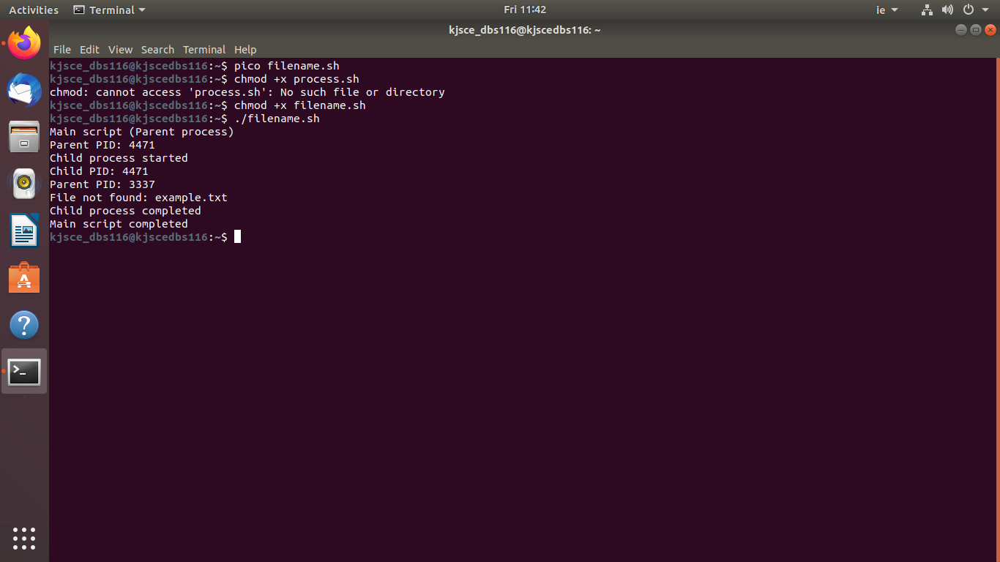 Activities Terminal Fri 11:42 ie
kjsce_dbs116@kjscedbs116: ~
File Edit View Search Terminal Help
kjsce_dbs116@kjscedbs116:~$ pico filename.sh
kjsce_dbs116@kjscedbs116:~$ chmod +x process.sh
chmod: cannot access 'process.sh': No such file or directory
kjsce_dbs116@kjscedbs116:~$ chmod +x filename.sh
kjsce_dbs116@kjscedbs116:~$ ./filename.sh
Main script (Parent process)
Parent PID: 4471
Child process started
Child PID: 4471
Parent PID: 3337
File not found: example.txt
Child process completed
Main script completed
kjsce_dbs116@kjscedbs116:~$